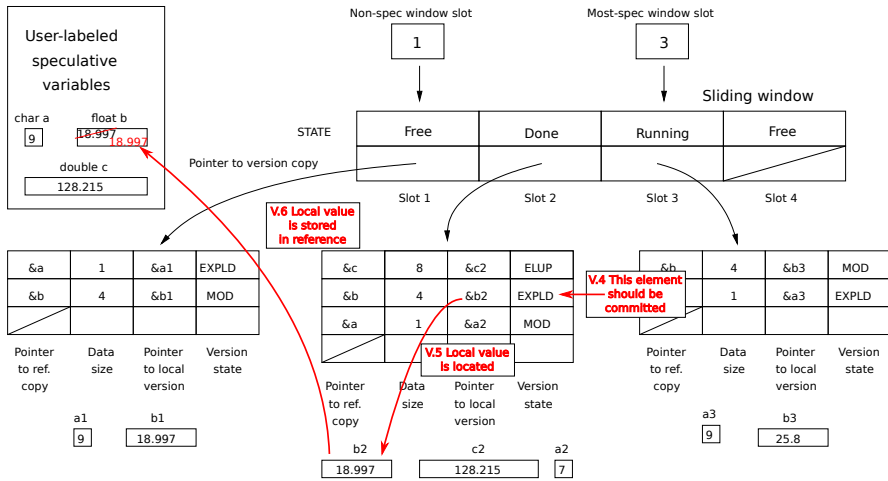 User-labeled
speculative
variables
char a
float b
9
18.997
18.997
double c
128.215
Non-spec window slot
1
Most-spec window slot
3
Sliding window
STATE
Free
Done
Running
Free
Pointer to version copy
Slot 1
Slot 2
Slot 3
Slot 4
V.6 Local value
is stored
in reference
&a
1
&a1
EXPLD
&b
4
&b1
MOD
Pointer
to ref.
copy
Data
size
Pointer
to local
version
Version
state
a1
9
b1
18.997
&c
8
&c2
ELUP
&b
4
&b2
EXPLD
&a
1
&a2
MOD
V.5 Local value
is located
Pointer
to ref.
copy
Data
size
Pointer
to local
version
Version
state
b2
18.997
c2
128.215
a2
7
V.4 This element
should be
committed
&b
4
&b3
MOD
1
&a3
EXPLD
Pointer
to ref.
copy
Data
size
Pointer
to local
version
Version
state
a3
9
b3
25.8